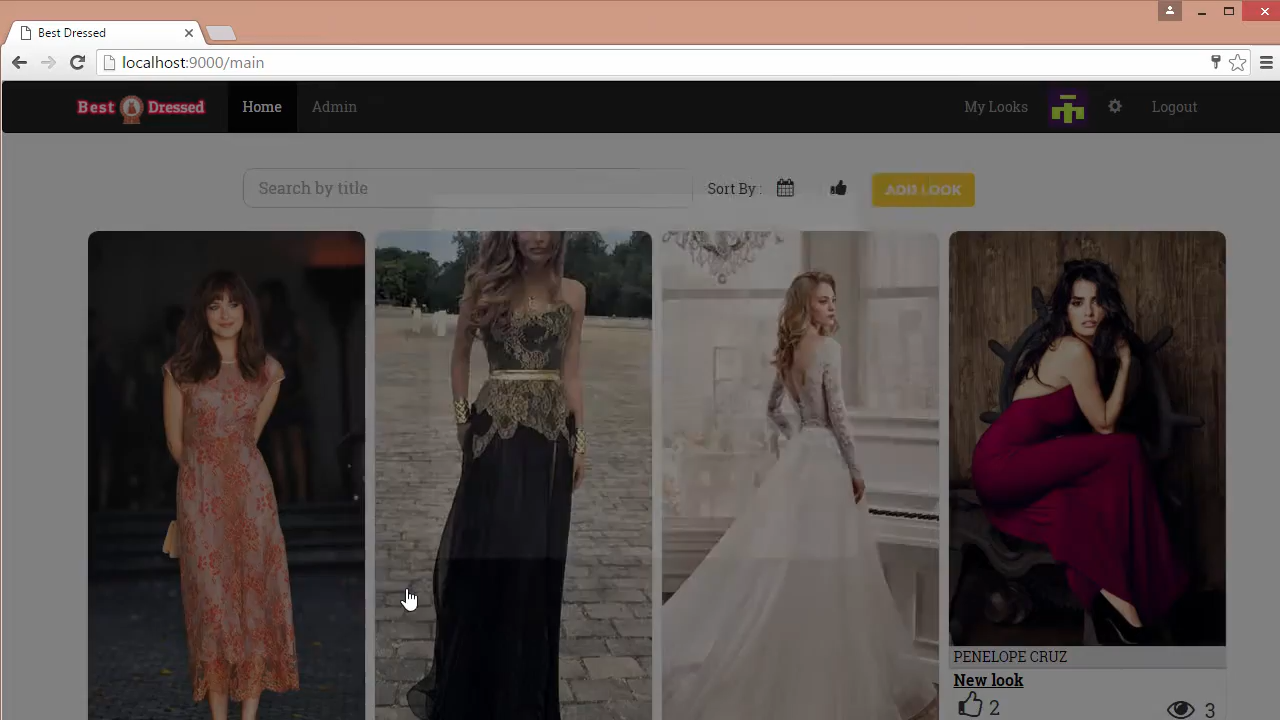 Best Dressed
localhost:9000/main
Best Dressed
Home
Admin
My Looks
Logout
Search by title
Sort By :
ADD LOOK
PENELOPE CRUZ
New look
2
3